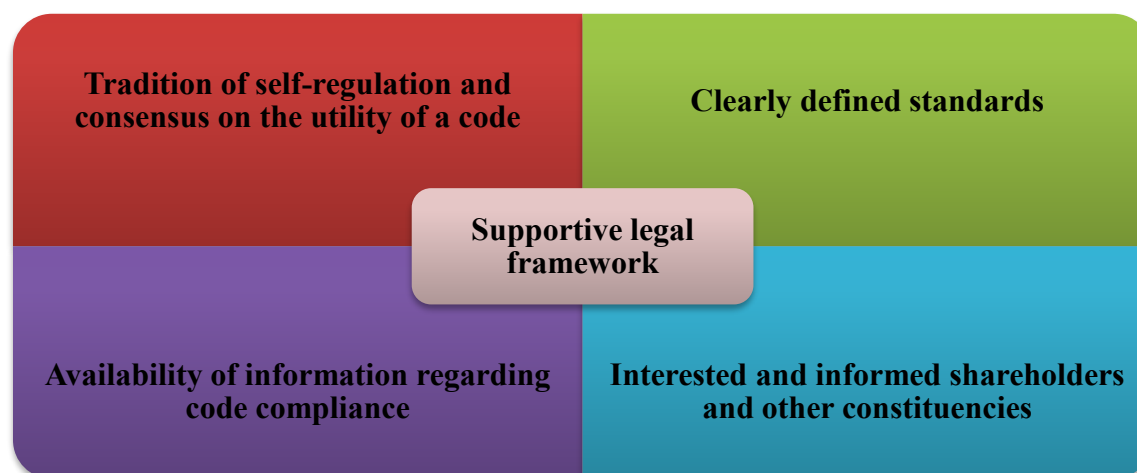 Tradition of self-regulation and
consensus on the utility of a code
Clearly defined standards
Supportive legal
framework
Availability of information regarding
code compliance
Interested and informed shareholders
and other constituencies